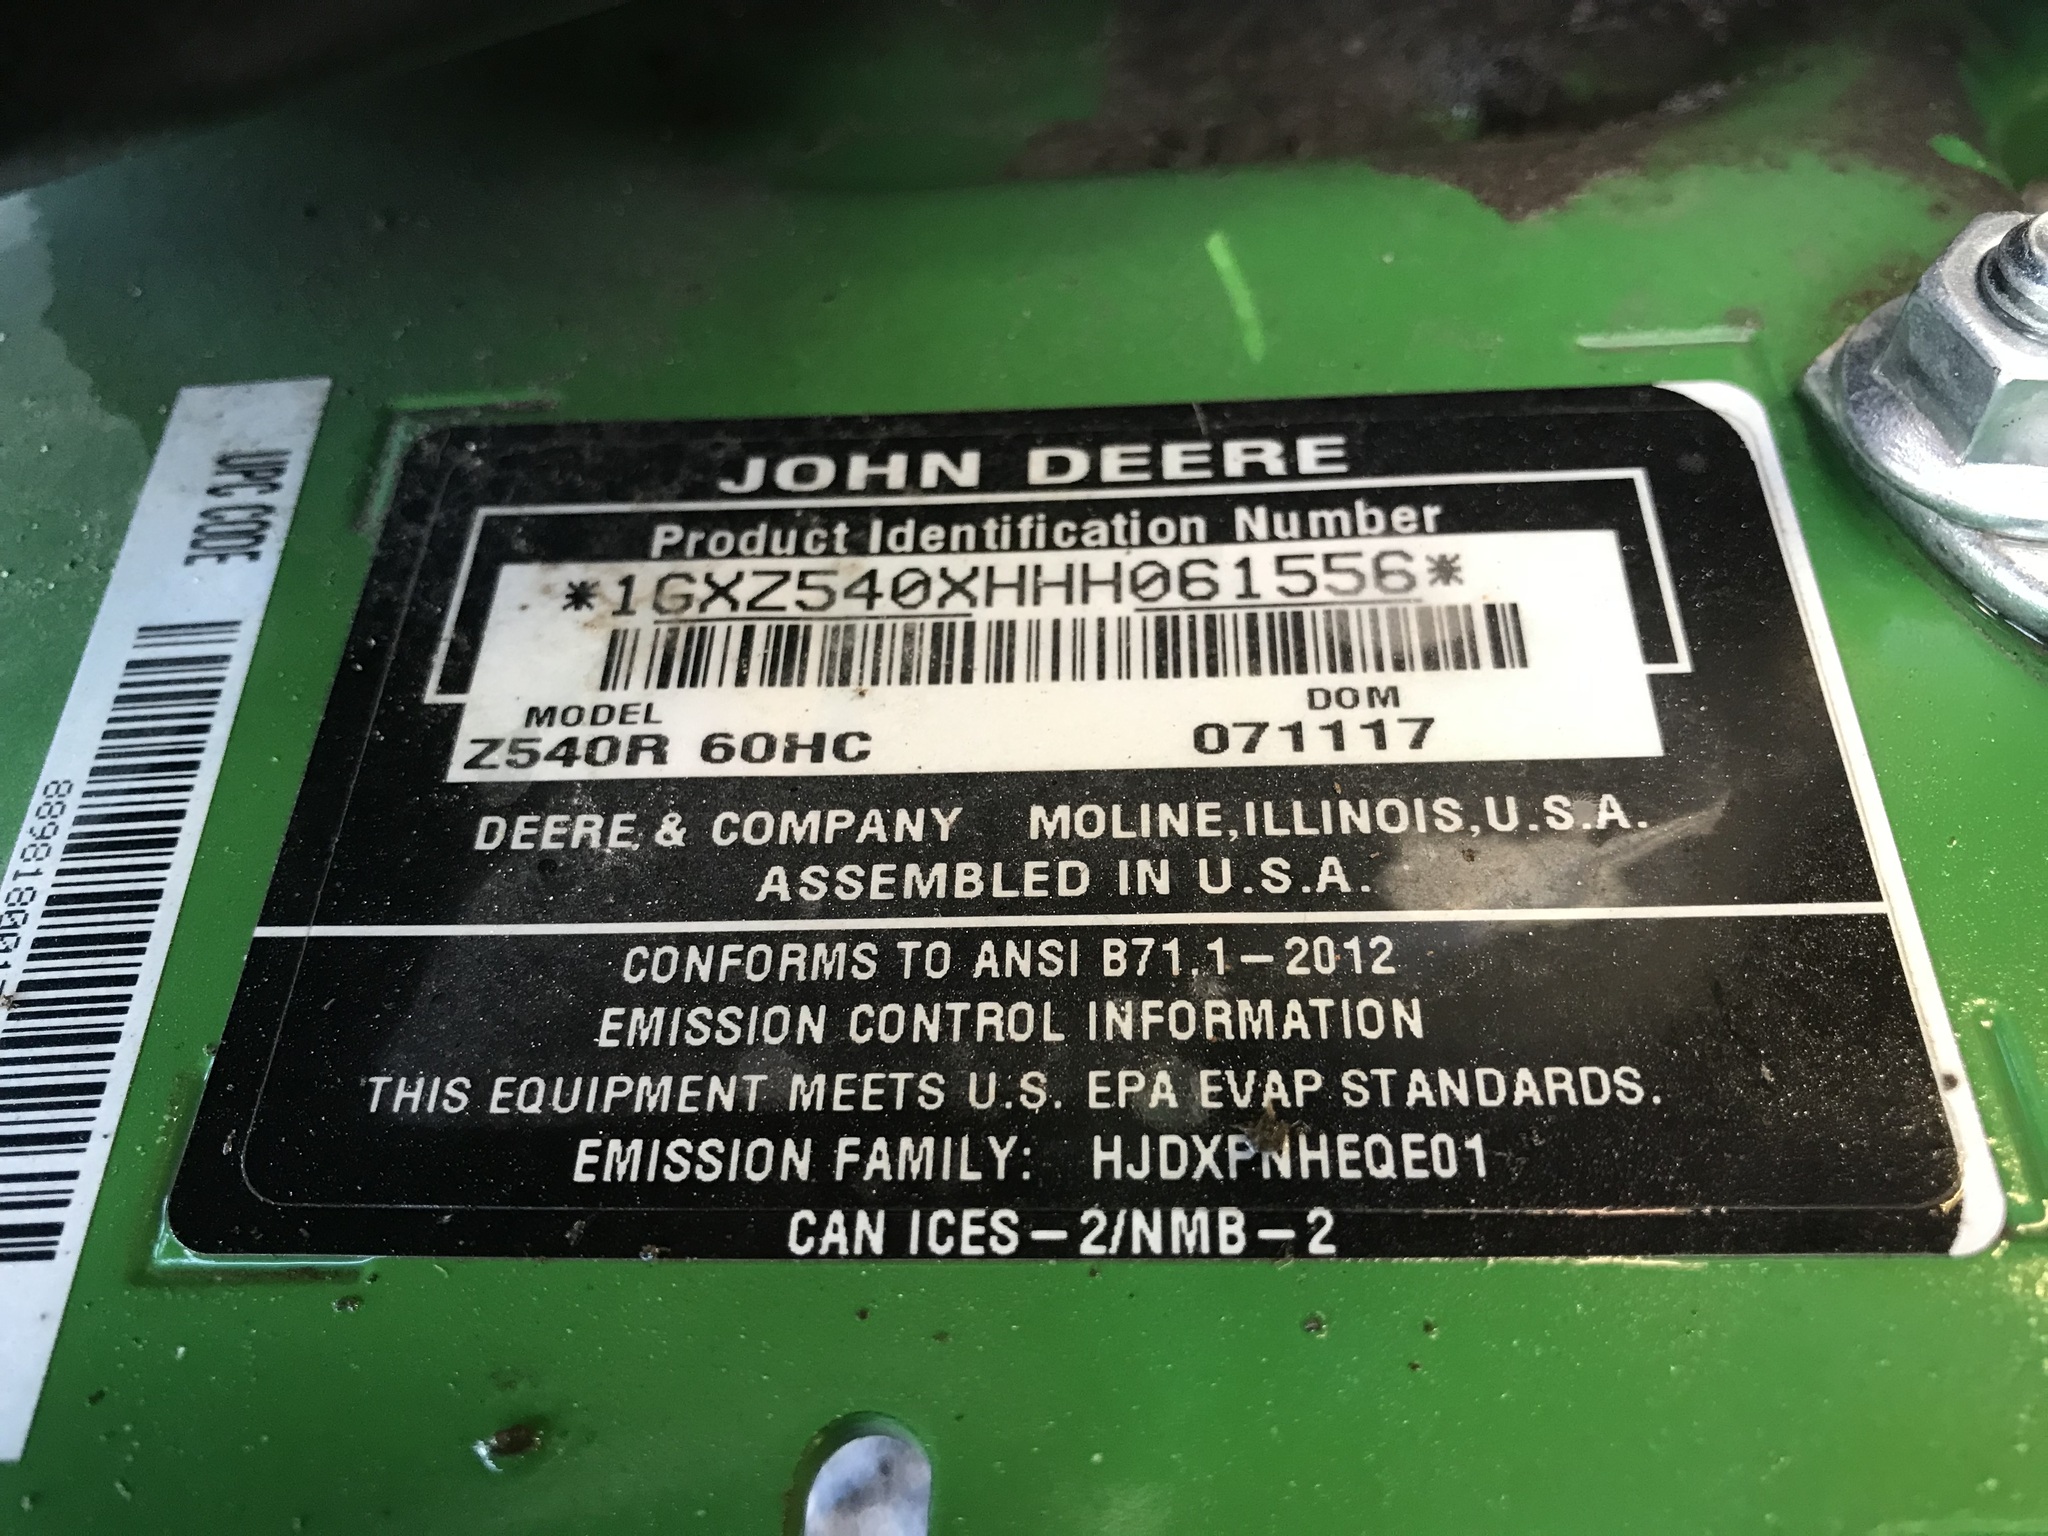 JOHN DEERE
Product Identification Number
*1GXZ540XHHH061556*
MODEL
Z540R 60HC
DOM
071117
DEERE & COMPANY MOLINE, ILLINOIS, U.S.A.
ASSEMBLED IN U.S.A.
CONFORMS TO ANSI B71.1-2012
EMISSION CONTROL INFORMATION
THIS EQUIPMENT MEETS U.S. EPA EVAP STANDARDS.
EMISSION FAMILY: HJDXPNHEQE01
CAN ICES-2/NMB-2
UPC CODE